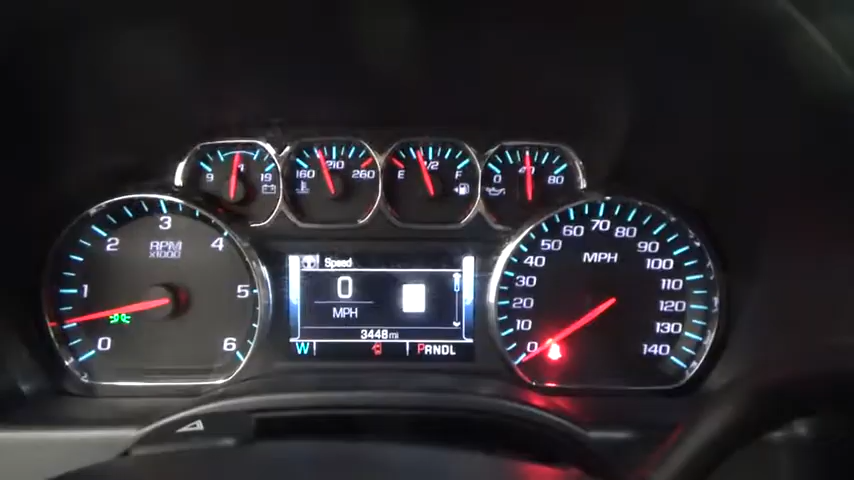 9 19
160 210 260
E 1/2 F
0 40 80
0 1 2 3 4 5 6
RPM
X1000
Speed
0
MPH
3448 mi
W
PRNDL
0 10 20 30 40 50 60 70 80 90 100 110 120 130 140
MPH